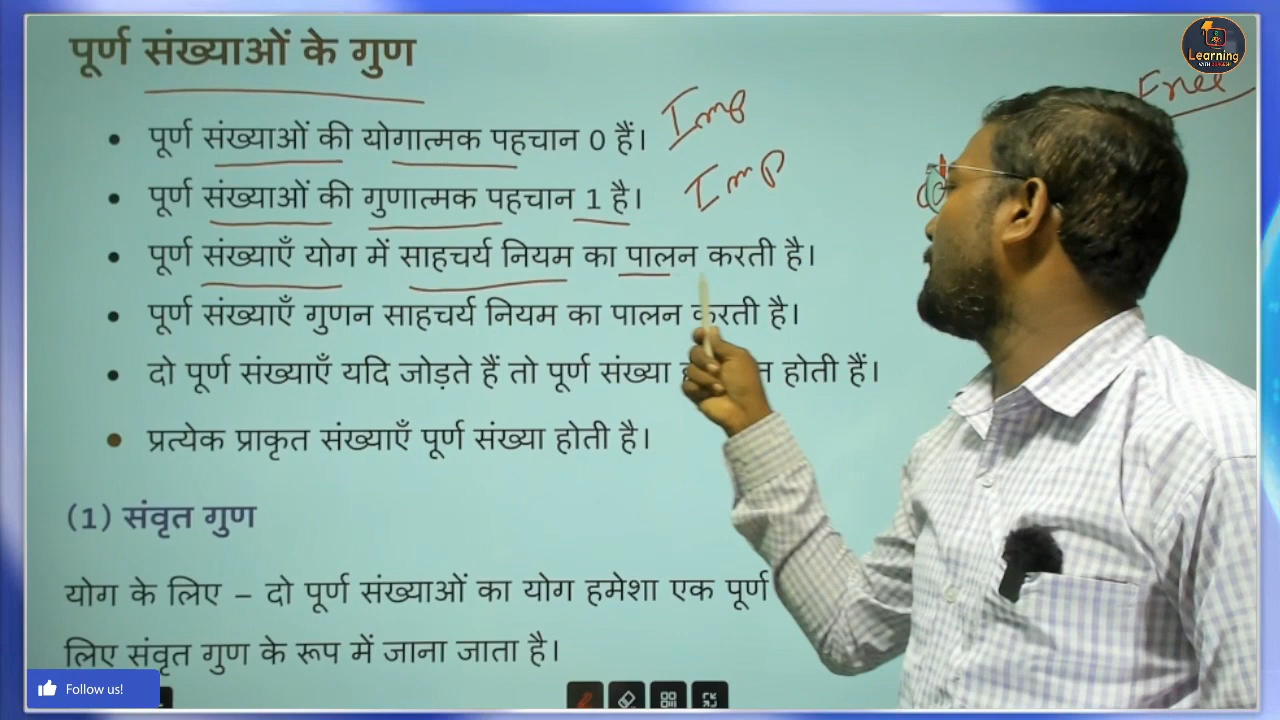 पूर्ण संख्याओं के गुण
Learning
Free
• पूर्ण संख्याओं की योगात्मक पहचान 0 हैं।
Imp
• पूर्ण संख्याओं की गुणात्मक पहचान 1 है।
Imp
• पूर्ण संख्याएँ योग में साहचर्य नियम का पालन करती है।
• पूर्ण संख्याएँ गुणन साहचर्य नियम का पालन करती है।
• दो पूर्ण संख्याएँ यदि जोड़ते हैं तो पूर्ण संख्या होती हैं।
• प्रत्येक प्राकृत संख्याएँ पूर्ण संख्या होती है।
(1) संवृत गुण
योग के लिए – दो पूर्ण संख्याओं का योग हमेशा एक पूर्ण
लिए संवृत गुण के रूप में जाना जाता है।
Follow us!